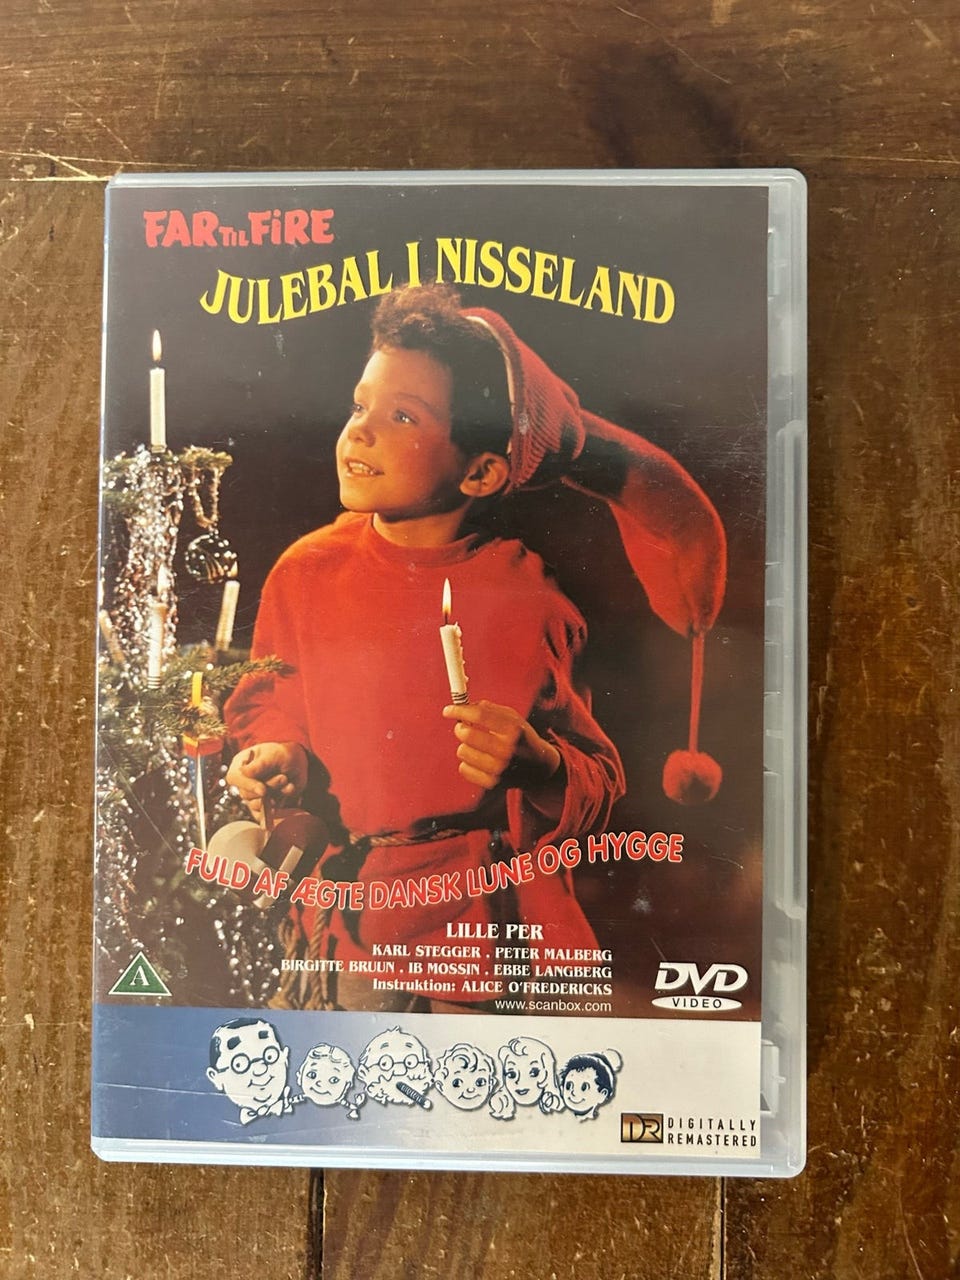 FAR TIL FiRE
JULEBAL I NISSELAND
FULD AF ÆGTE DANSK LUNE OG HYGGE
LILLE PER
KARL STEGGER . PETER MALBERG
BIRGITTE BRUUN . IB MOSSIN . EBBE LANGBERG
Instruktion: ALICE O'FREDERICKS
www.scanbox.com
A
DVD
VIDEO
DR DIGITALLY
REMASTERED